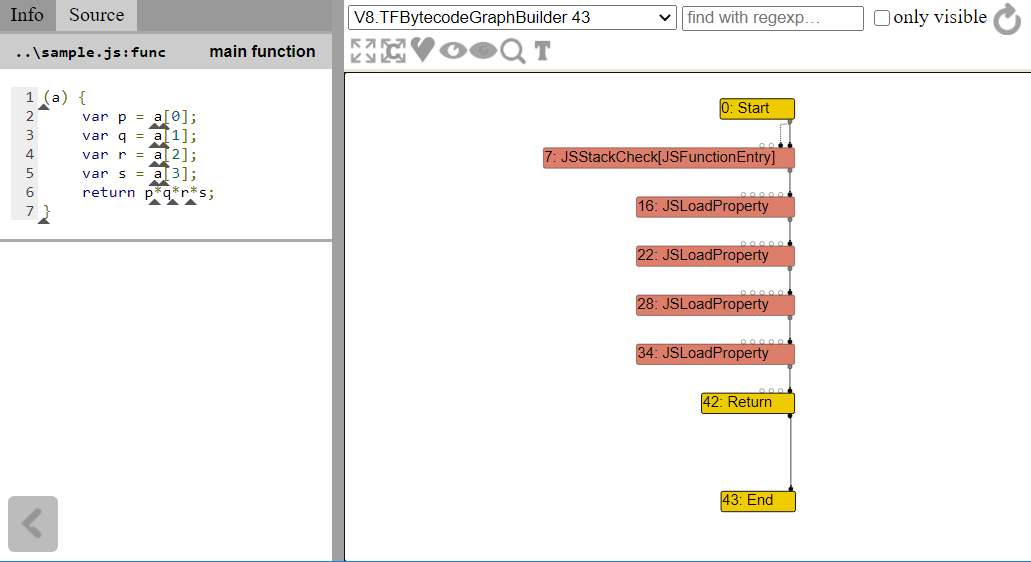 Info Source
..\sample.js:func main function
1 (a) {
2 var p = a[0];
3 var q = a[1];
4 var r = a[2];
5 var s = a[3];
6 return p*q*r*s;
7 }
V8.TFBytecodeGraphBuilder 43 find with regexp… only visible
C T
0: Start
7: JSStackCheck[JSFunctionEntry]
16: JSLoadProperty
22: JSLoadProperty
28: JSLoadProperty
34: JSLoadProperty
42: Return
43: End